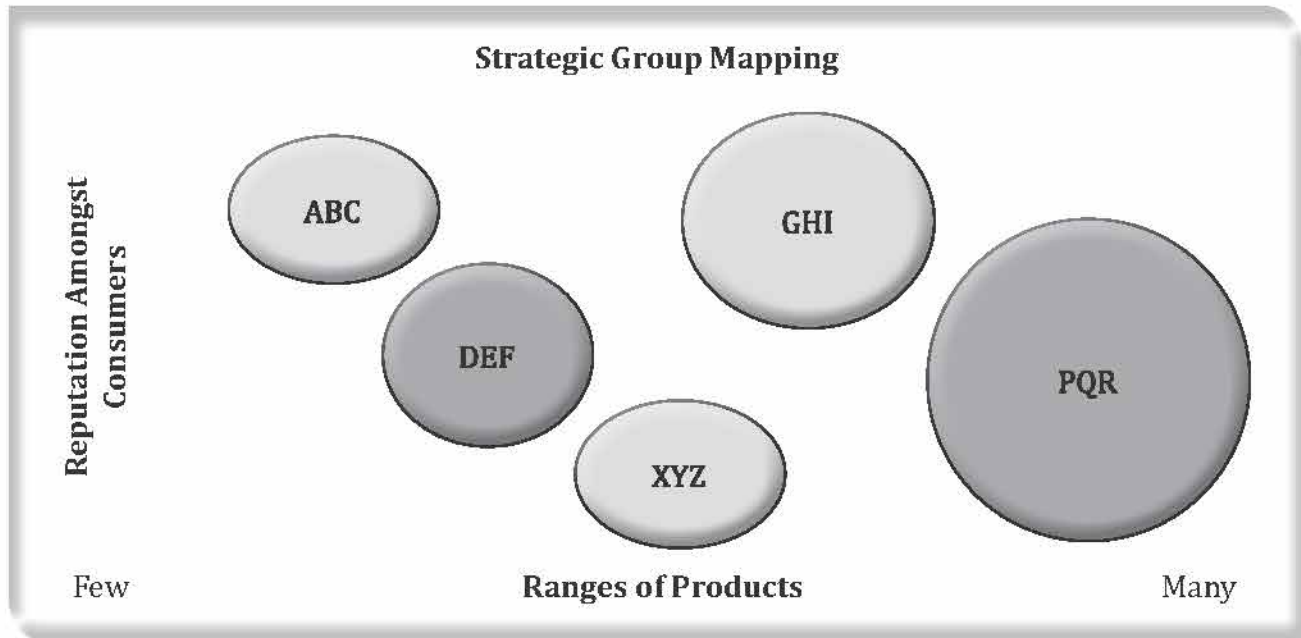 Strategic Group Mapping
Reputation Amongst
Consumers
ABC
GHI
DEF
PQR
XYZ
Few
Ranges of Products
Many